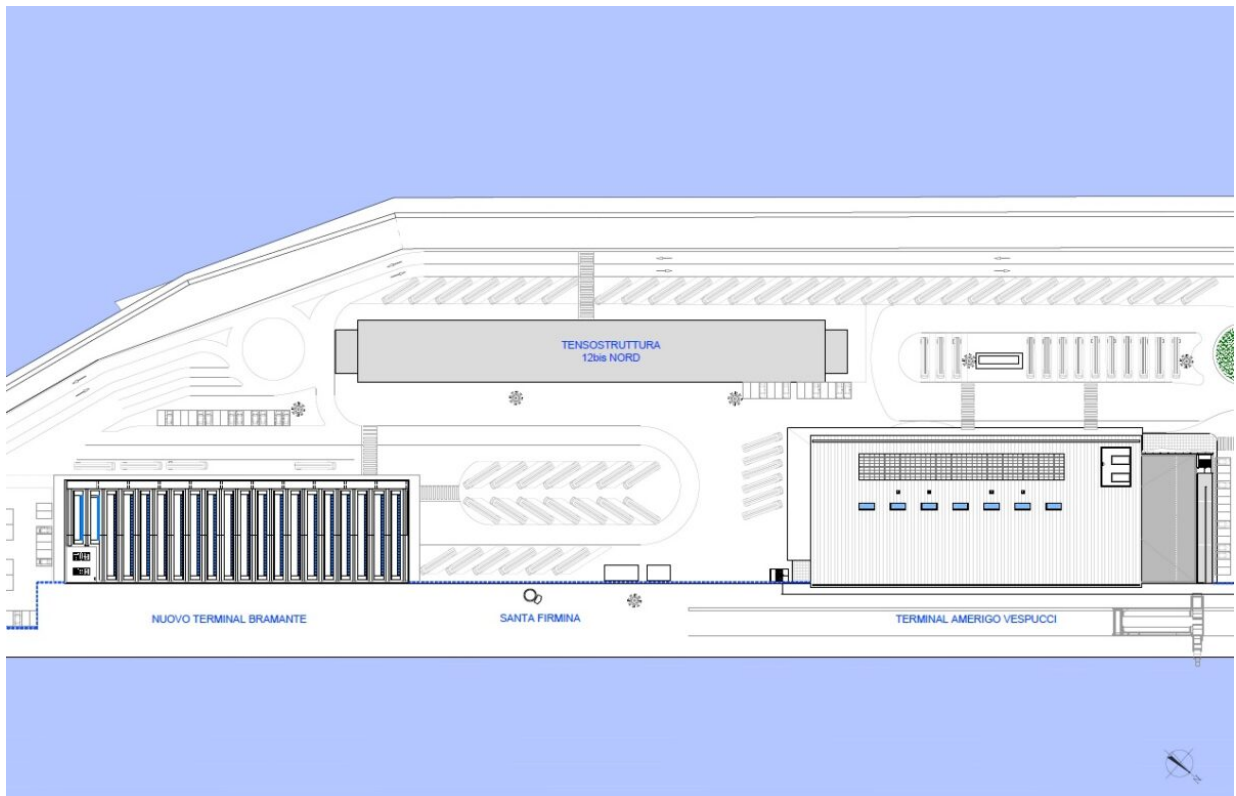 TENSOSTRUTTURA
12bis NORD
NUOVO TERMINAL BRAMANTE
SANTA FIRMINA
TERMINAL AMERIGO VESPUCCI
N